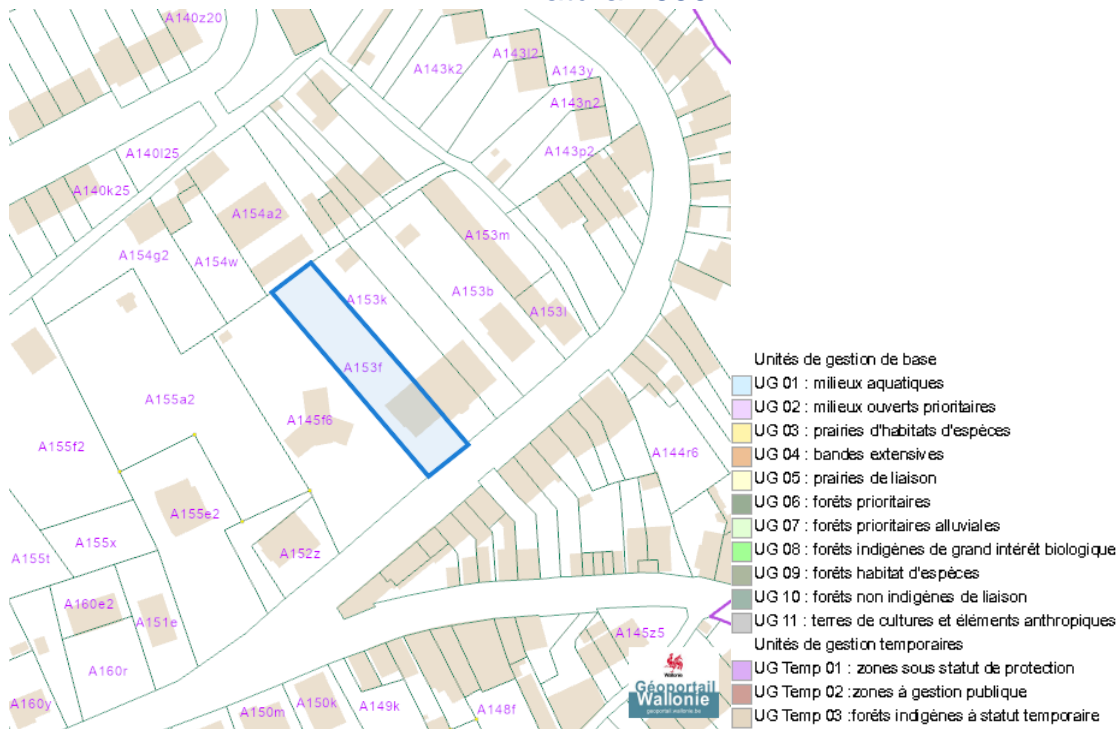 A140z20
A143k2
A143l2
A143y
A143n2
A143p2
A140l25
A140k25
A154a2
A154g2
A154w
A153m
A153k
A153b
A153l
A153f
A155a2
A145f6
A155f2
A144r6
A155e2
A155x
A155t
A152z
A160e2
A151e
A160r
A145z5
A160y
A150m
A150k
A149k
A148f
Wallonie
Géoportail
Wallonie
geoportail.wallonie.be
Unités de gestion de base
UG 01 : milieux aquatiques
UG 02 : milieux ouverts prioritaires
UG 03 : prairies d'habitats d'espèces
UG 04 : bandes extensives
UG 05 : prairies de liaison
UG 06 : forêts prioritaires
UG 07 : forêts prioritaires alluviales
UG 08 : forêts indigènes de grand intérêt biologique
UG 09 : forêts habitat d'espèces
UG 10 : forêts non indigènes de liaison
UG 11 : terres de cultures et éléments anthropiques
Unités de gestion temporaires
UG Temp 01 : zones sous statut de protection
UG Temp 02 :zones à gestion publique
UG Temp 03 :forêts indigènes à statut temporaire